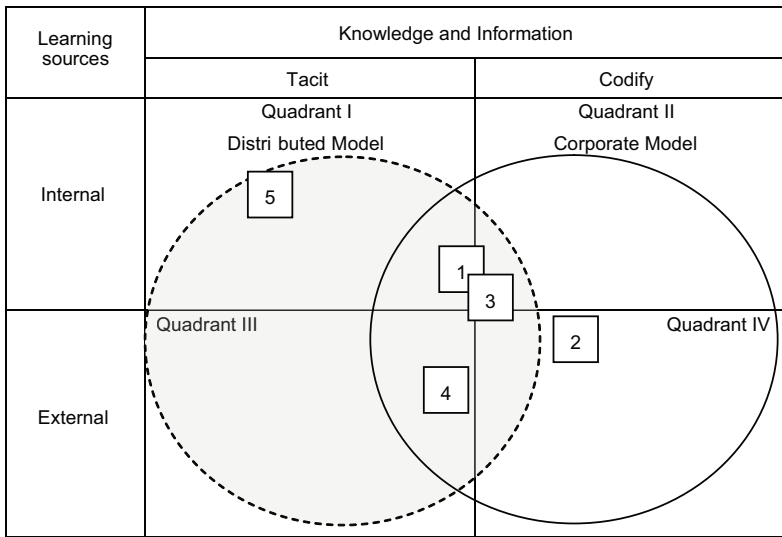 Learning
sources
Knowledge and Information
Tacit
Codify
Internal
Quadrant I
Distri buted Model
Quadrant II
Corporate Model
5
1
3
External
Quadrant III
Quadrant IV
2
4